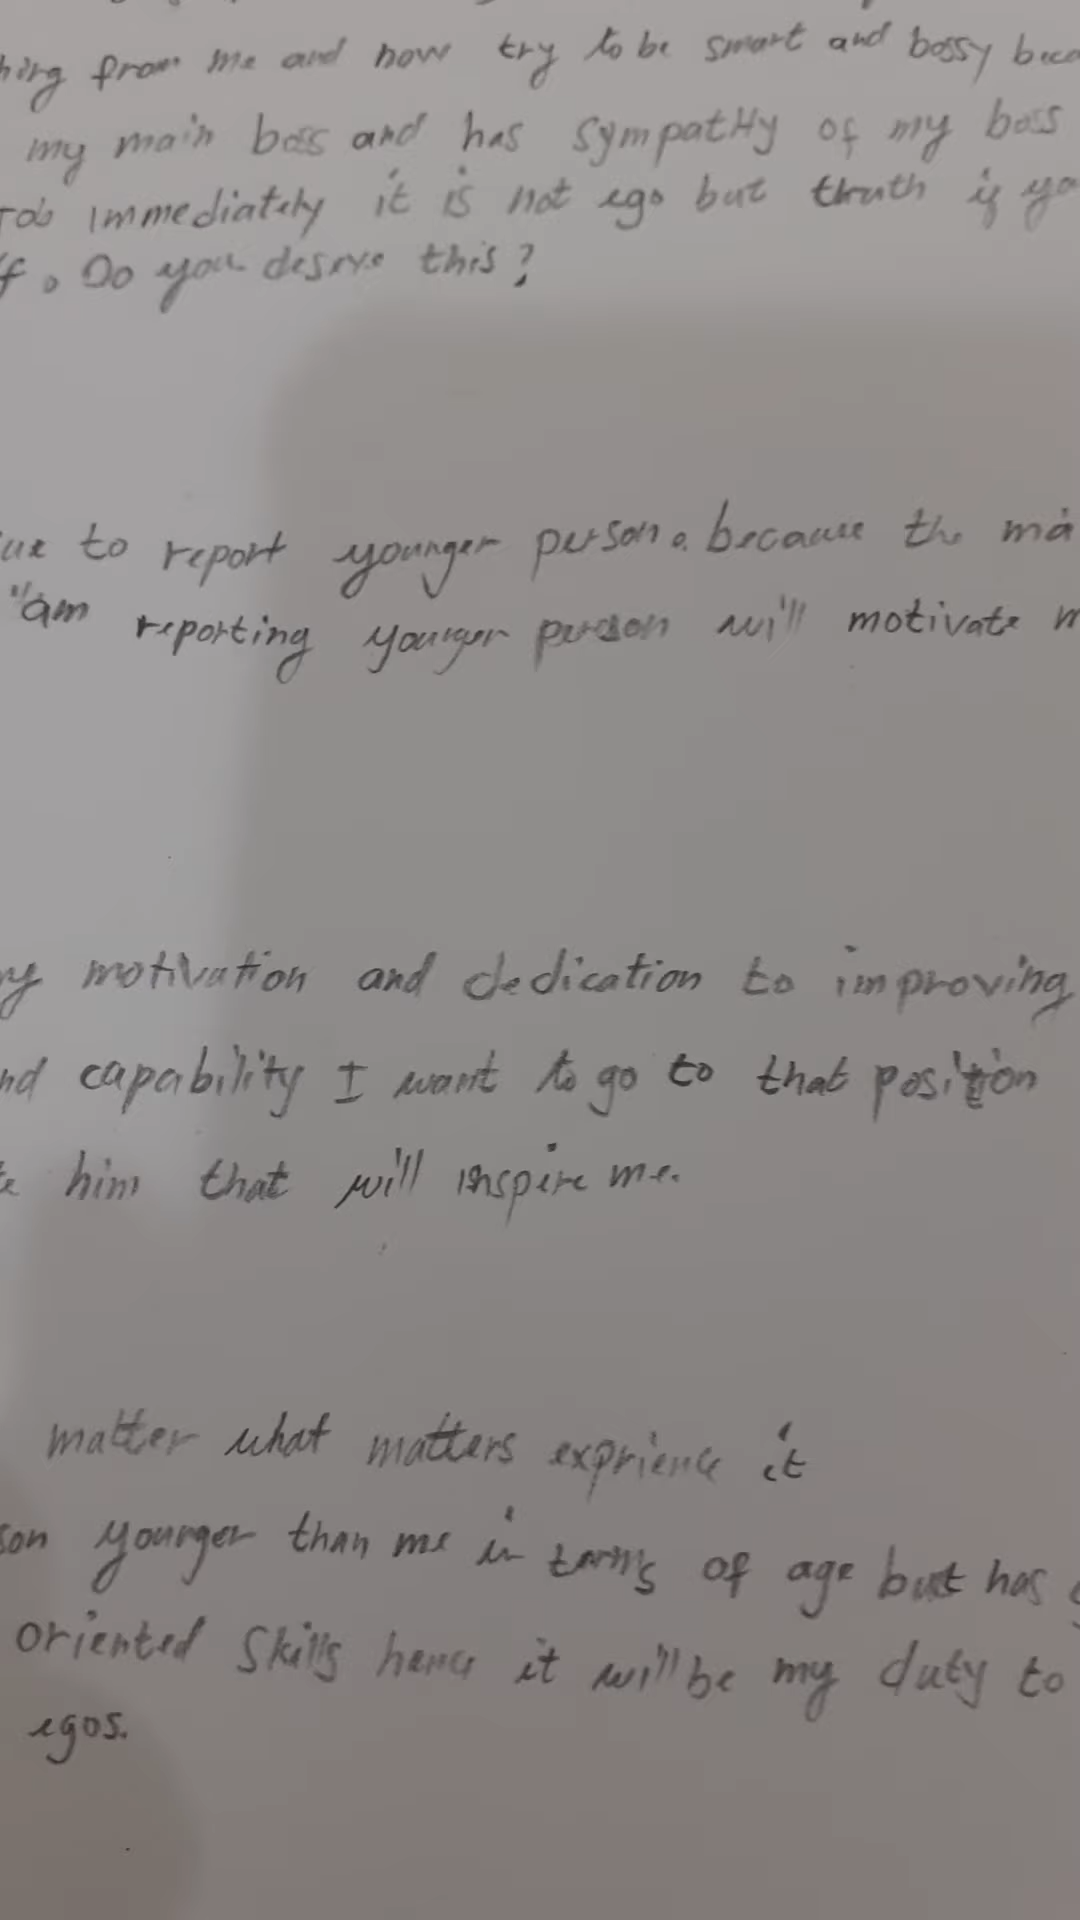 hing from me and now try to be smart and bossy beca
my main boss and has sympathy of my boss
Job immediately it is not ego but thruth if yo
f. Do you deserve this?
to report younger person. because the ma
"am reporting younger person will motivate m
y motivation and dedication to improving
nd capability I want to go to that position
him that will inspire me.
matter what matters exprience it
son younger than me in terms of age but has
oriented skills hence it will be my duty to
egos.